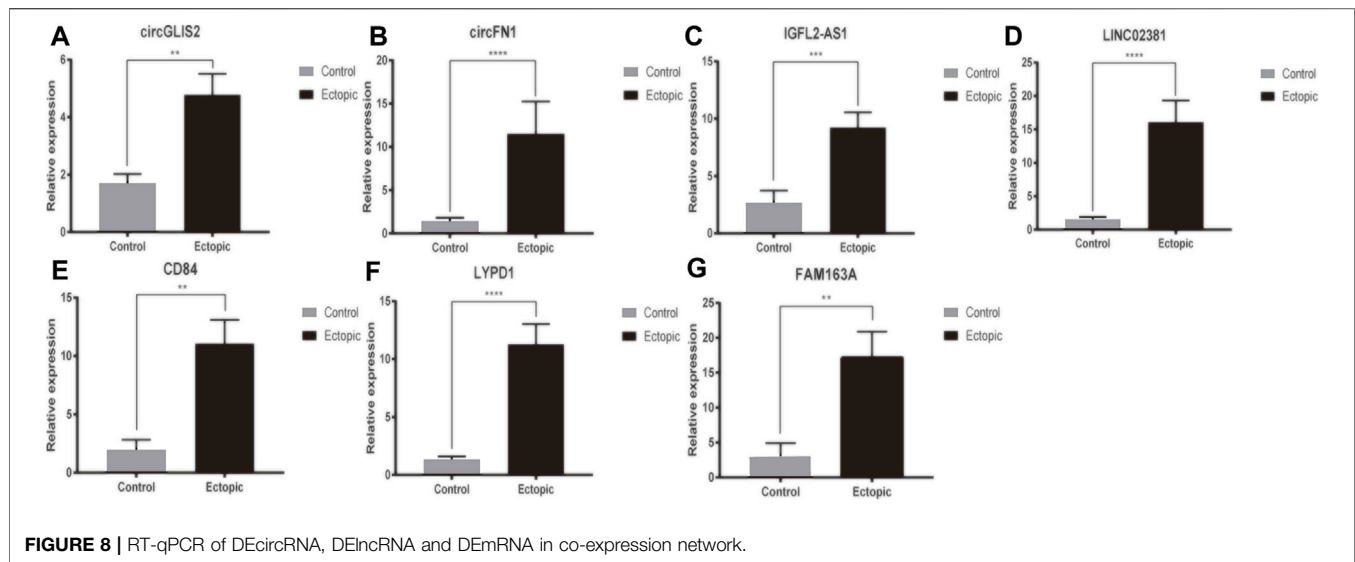 A
circGLIS2
**
Relative expression
6
4
2
0
Control
Ectopic
Control
Ectopic
B
circFN1
****
Relative expression
20
15
10
5
0
Control
Ectopic
Control
Ectopic
C
IGFL2-AS1
***
Relative expression
15
10
5
0
Control
Ectopic
Control
Ectopic
D
LINC02381
****
Relative expression
25
20
15
10
5
0
Control
Ectopic
Control
Ectopic
E
CD84
**
Relative expression
15
10
5
0
Control
Ectopic
Control
Ectopic
F
LYPD1
****
Relative expression
15
10
5
0
Control
Ectopic
Control
Ectopic
G
FAM163A
**
Relative expression
25
20
15
10
5
0
Control
Ectopic
Control
Ectopic
FIGURE 8 | RT-qPCR of DEcircRNA, DElncRNA and DEmRNA in co-expression network.